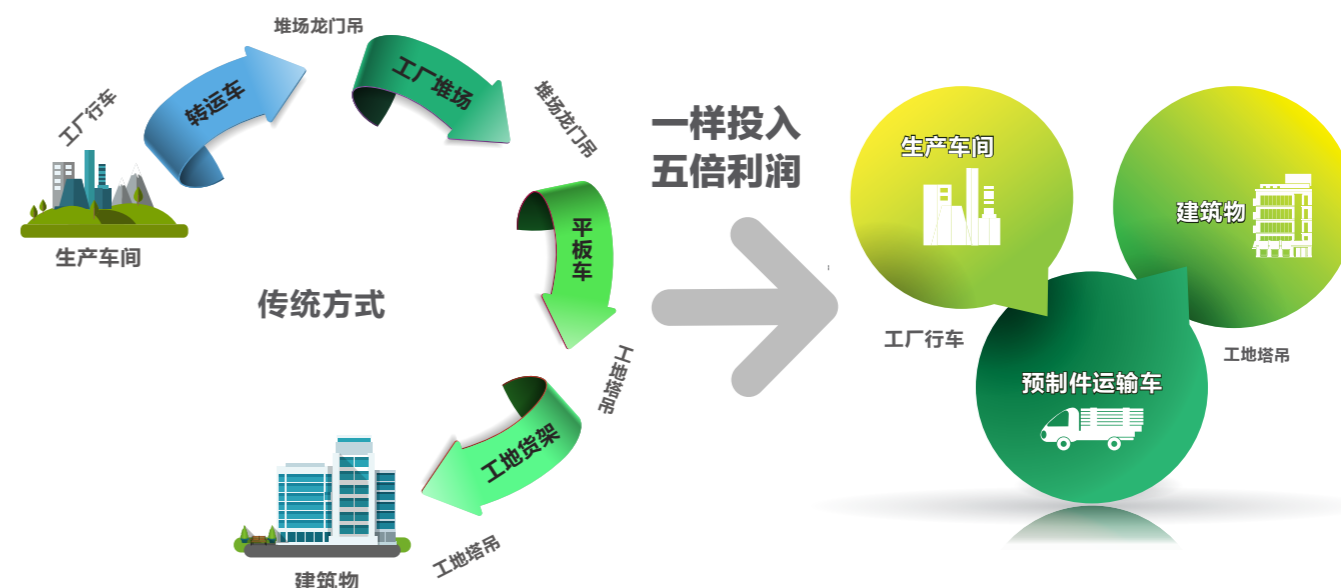 堆场龙门吊
工厂行车
转运车
工厂堆场
堆场龙门吊
生产车间
平板车
传统方式
工地塔吊
工地货架
工地塔吊
建筑物
一样投入
五倍利润
生产车间
建筑物
工厂行车
工地塔吊
预制件运输车